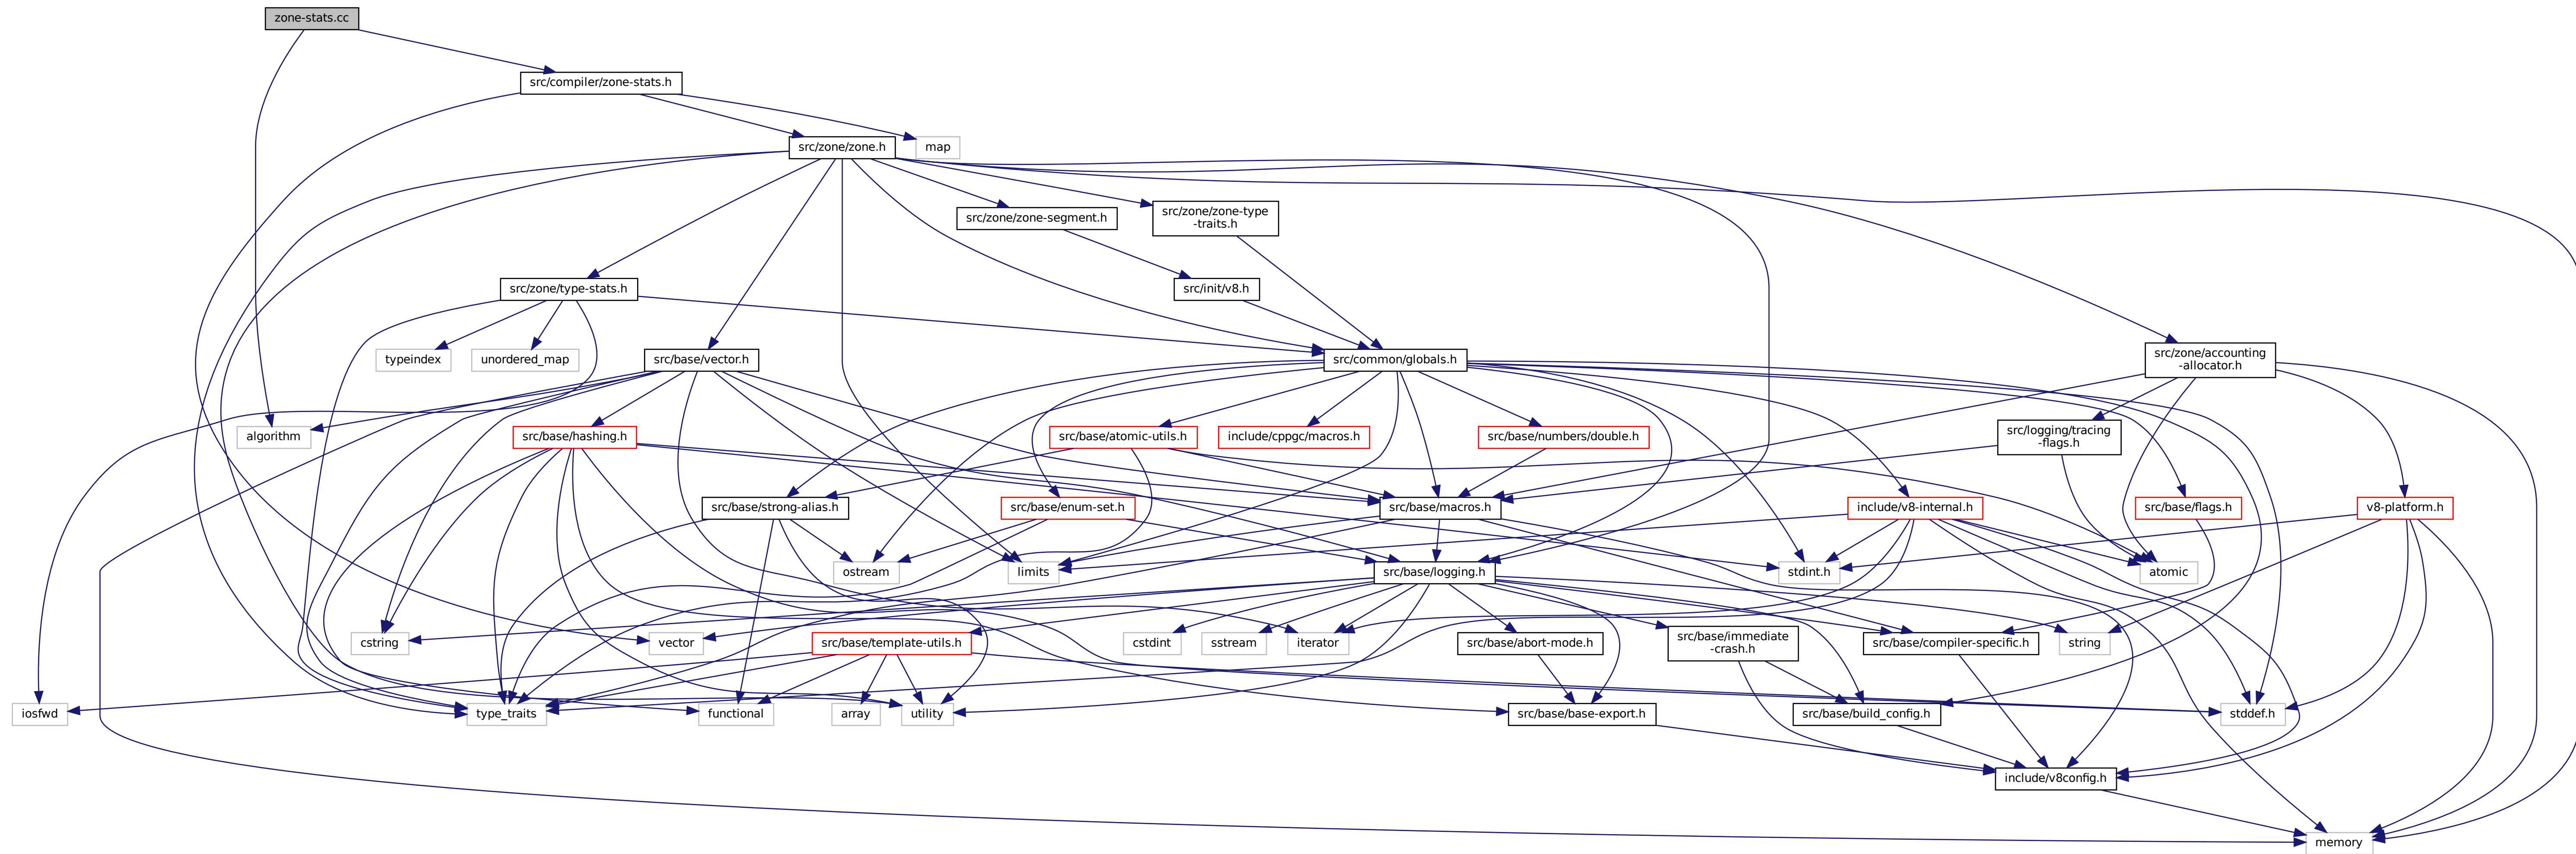 zone-stats.cc
src/compiler/zone-stats.h
src/zone/zone.h
map
src/zone/zone-segment.h
src/zone/zone-type
-traits.h
src/zone/type-stats.h
src/init/v8.h
typeindex
unordered_map
src/base/vector.h
src/common/globals.h
src/zone/accounting
-allocator.h
algorithm
src/base/hashing.h
src/base/atomic-utils.h
include/cppgc/macros.h
src/base/numbers/double.h
src/logging/tracing
-flags.h
src/base/strong-alias.h
src/base/enum-set.h
src/base/macros.h
include/v8-internal.h
src/base/flags.h
v8-platform.h
ostream
limits
src/base/logging.h
stdint.h
atomic
cstring
vector
src/base/template-utils.h
cstdint
sstream
iterator
src/base/abort-mode.h
src/base/immediate
-crash.h
src/base/compiler-specific.h
string
iosfwd
type_traits
functional
array
utility
src/base/base-export.h
src/base/build_config.h
stddef.h
include/v8config.h
memory